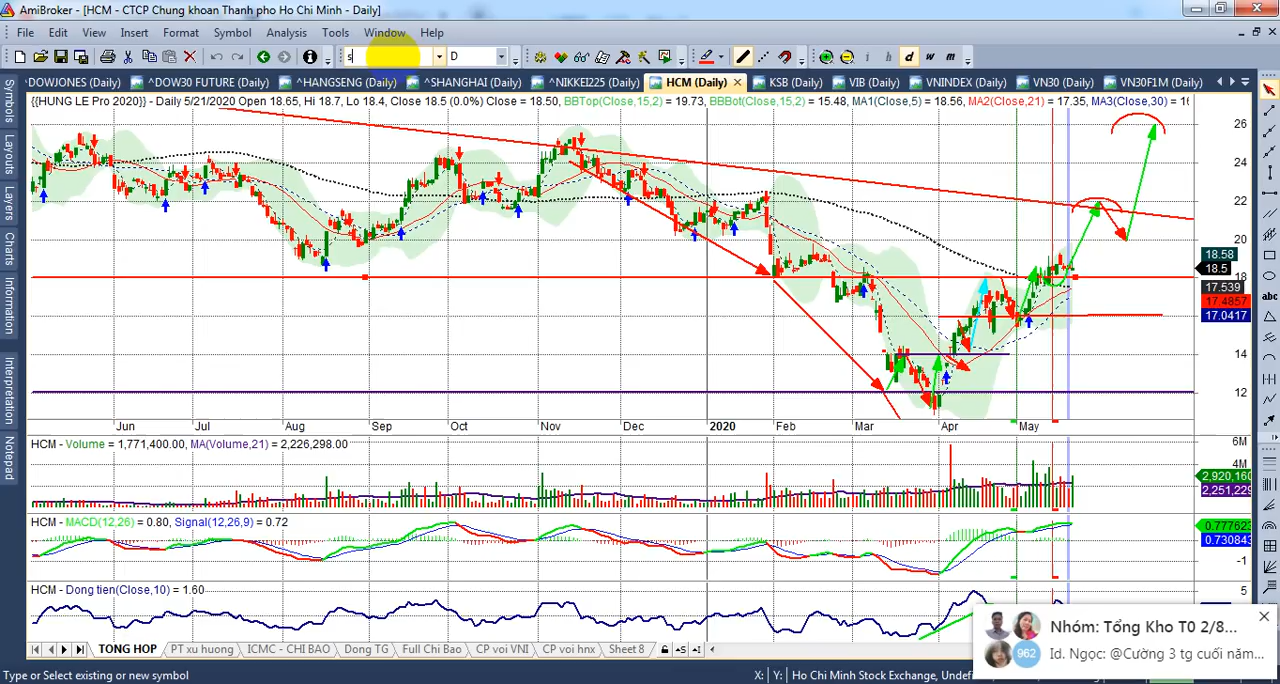 AmiBroker - [HCM - CTCP Chung khoan Thanh pho Ho Chi Minh - Daily]
File Edit View Insert Format Symbol Analysis Tools Window Help
s D d w m
DOWJONES (Daily) ^DOW30 FUTURE (Daily) ^HANGSENG (Daily) ^SHANGHAI (Daily) ^NIKKEI225 (Daily) HCM (Daily) KSB (Daily) VIB (Daily) VNINDEX (Daily) VN30 (Daily) VN30F1M (Daily)
{{HUNG LE Pro 2020}} - Daily 5/21/2020 Open 18.65, Hi 18.7, Lo 18.4, Close 18.5 (0.0%) Close = 18.50, BBTop(Close,15,2) = 19.73, BBBot(Close,15,2) = 15.48, MA1(Close,5) = 18.56, MA2(Close,21) = 17.35, MA3(Close,30) = 16
Symbols
Layouts
Layers
Charts
Information
Interpretation
Notepad
abc
26
24
22
20
18.58
18.5
18
17.539
17.4857
17.0417
14
12
Jun Jul Aug Sep Oct Nov Dec 2020 Feb Mar Apr May
HCM - Volume = 1,771,400.00, MA(Volume,21) = 2,226,298.00
6M
4M
2,920,160
2,251,229
HCM - MACD(12,26) = 0.80, Signal(12,26,9) = 0.72
0.777623
0.730843
-1
HCM - Dong tien(Close,10) = 1.60
5
Nhóm: Tổng Kho T0 2/8...
962 Id. Ngọc: @Cường 3 tg cuối năm...
TONG HOP PT xu huong ICMC - CHI BAO Dong TG Full Chi Bao CP voi VNI CP voi hnx Sheet 8
Type or Select existing or new symbol X: Y: Ho Chi Minh Stock Exchange, Undef